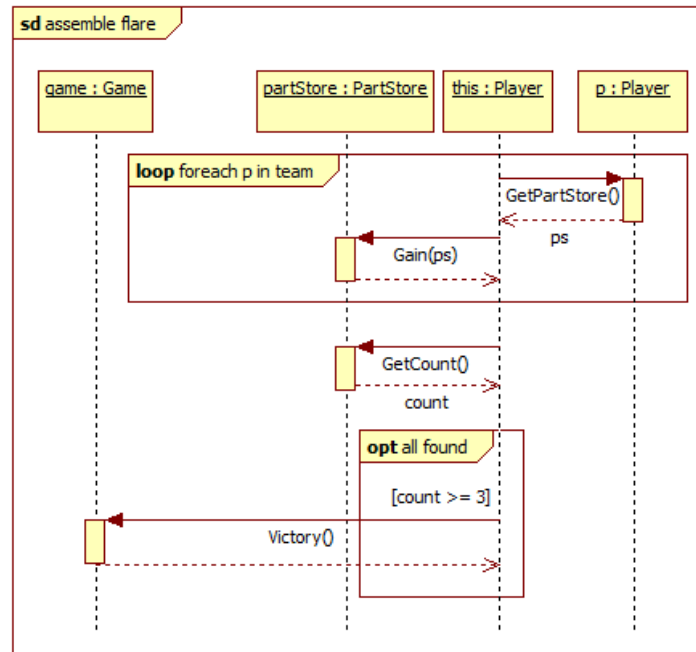 sd assemble flare
game : Game
partStore : PartStore
this : Player
p : Player
loop foreach p in team
GetPartStore()
ps
Gain(ps)
GetCount()
count
opt all found
[count >= 3]
Victory()